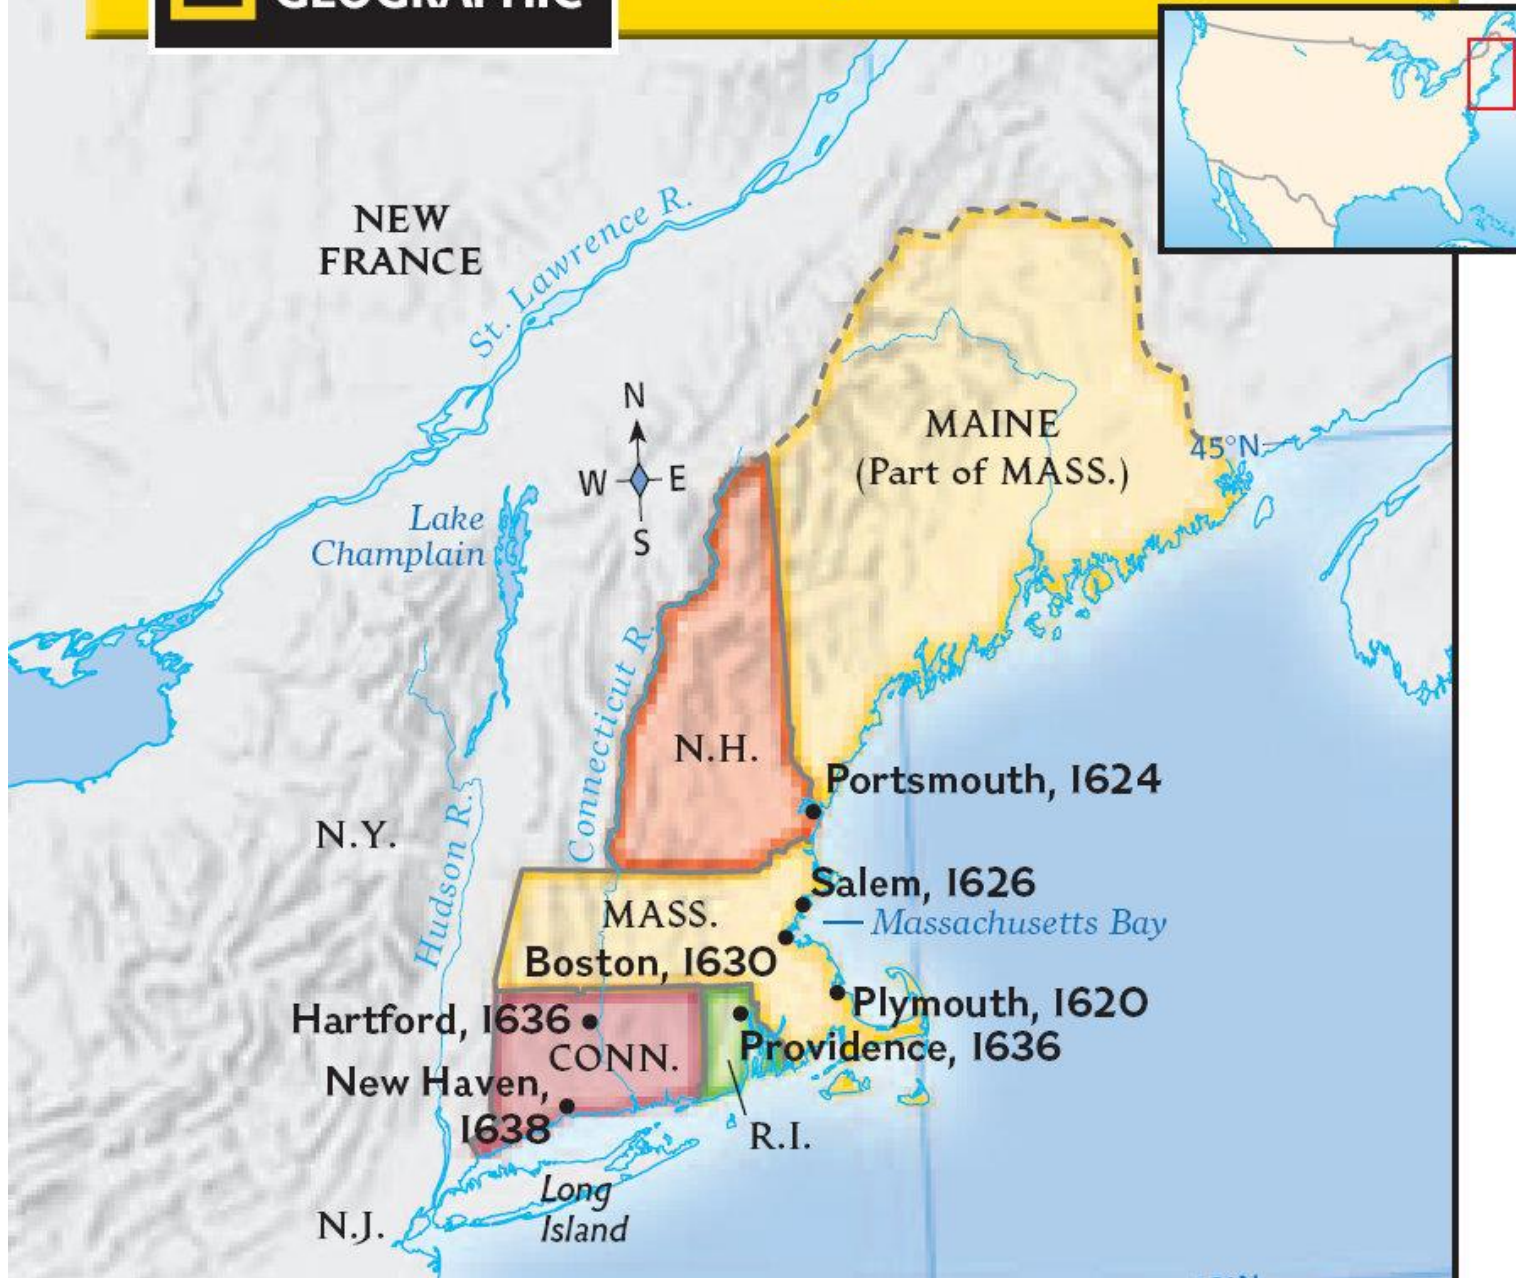 GEOGRAPHIC
NEW
FRANCE
St. Lawrence R.
N
W
E
S
MAINE
(Part of MASS.)
45°N
Lake
Champlain
Connecticut R.
N.H.
Portsmouth, 1624
N.Y.
Hudson R.
Salem, 1626
MASS.
Massachusetts Bay
Boston, 1630
Plymouth, 1620
Hartford, 1636
Providence, 1636
CONN.
New Haven,
1638
R.I.
Long
Island
N.J.